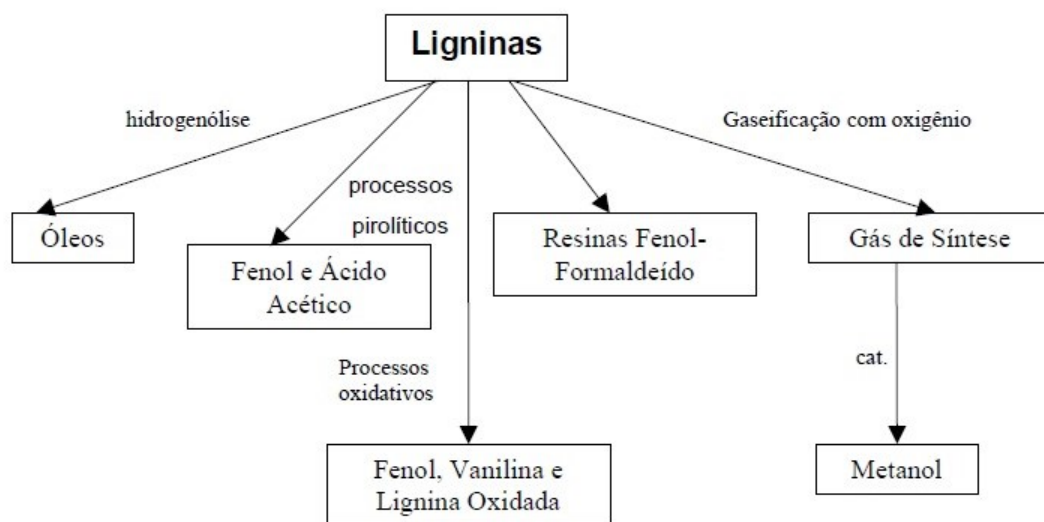 Ligninas
hidrogenólise
Gaseificação com oxigênio
processos
pirolíticos
Óleos
Fenol e Ácido
Acético
Resinas Fenol-
Formaldeído
Gás de Síntese
Processos
oxidativos
cat.
Fenol, Vanilina e
Lignina Oxidada
Metanol